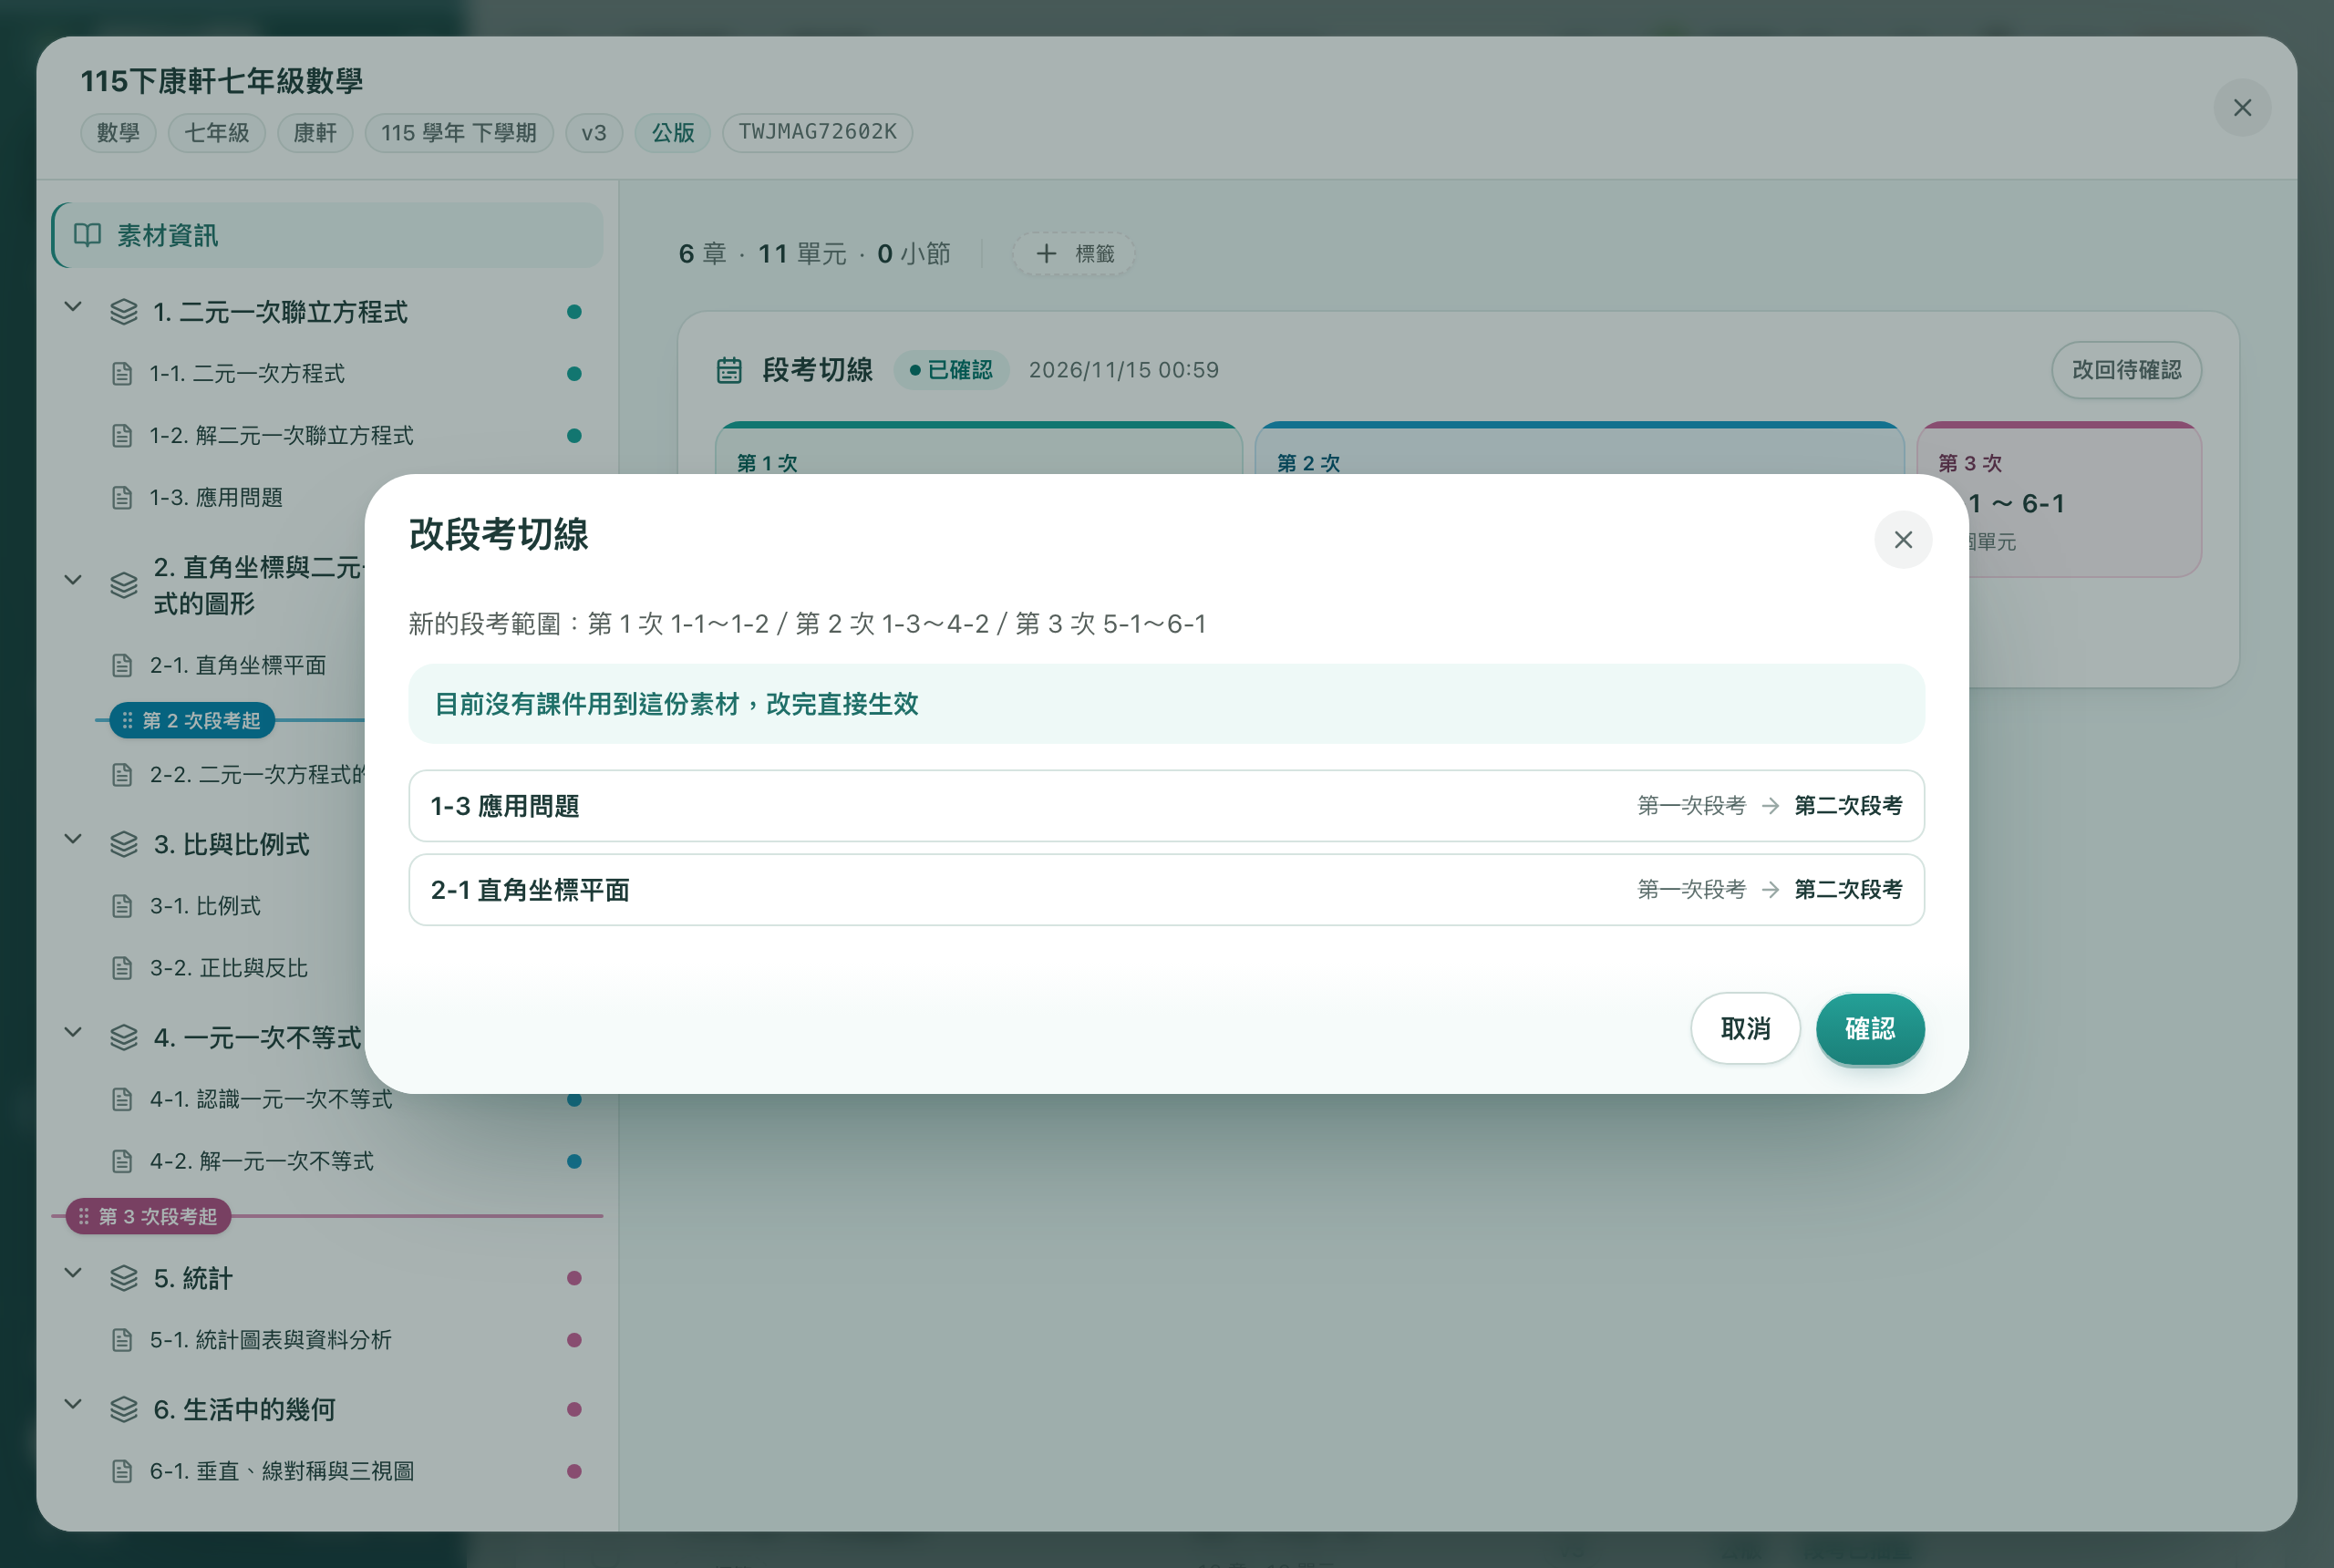 115下康軒七年級數學
數學 七年級 康軒 115 學年 下學期 v3 公版 TWJMAG72602K
素材資訊
1. 二元一次聯立方程式
1-1. 二元一次方程式
1-2. 解二元一次聯立方程式
1-3. 應用問題
2. 直角坐標與二元
式的圖形
2-1. 直角坐標平面
第 2 次段考起
2-2. 二元一次方程式的
3. 比與比例式
3-1. 比例式
3-2. 正比與反比
4. 一元一次不等式
4-1. 認識一元一次不等式
4-2. 解一元一次不等式
第 3 次段考起
5. 統計
5-1. 統計圖表與資料分析
6. 生活中的幾何
6-1. 垂直、線對稱與三視圖
6 章 · 11 單元 · 0 小節 + 標籤
段考切線 已確認 2026/11/15 00:59 改回待確認
第 1 次
第 2 次
第 3 次
1 ～ 6-1
個單元
改段考切線
新的段考範圍：第 1 次 1-1～1-2 / 第 2 次 1-3～4-2 / 第 3 次 5-1～6-1
目前沒有課件用到這份素材，改完直接生效
1-3 應用問題 第一次段考 → 第二次段考
2-1 直角坐標平面 第一次段考 → 第二次段考
取消 確認